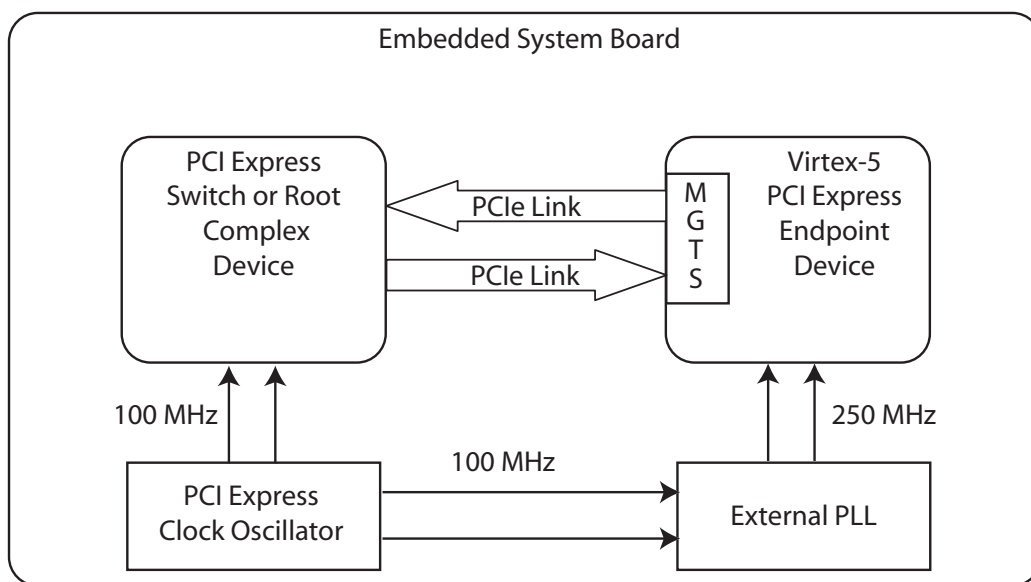 Embedded System Board
PCI Express
Switch or Root
Complex
Device
PCIe Link
PCIe Link
M
G
T
S
Virtex-5
PCI Express
Endpoint
Device
100 MHz
100 MHz
250 MHz
PCI Express
Clock Oscillator
External PLL